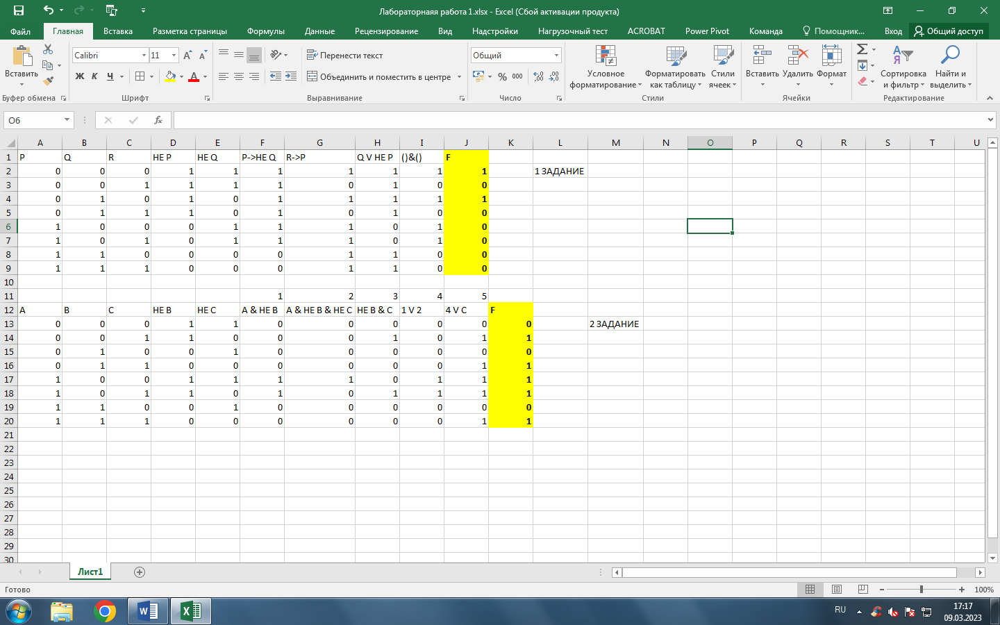 Лабораторнаяя работа 1.xlsx - Excel (Сбой активации продукта)
Файл Главная Вставка Разметка страницы Формулы Данные Рецензирование Вид Надстройки Нагрузочный тест ACROBAT Power Pivot Команда Помощник... Вход Общий доступ
Calibri 11 Перенести текст Общий
Вставить Ж К Ч А Объединить и поместить в центре % 000 Условное форматирование Форматировать как таблицу Стили ячеек Вставить Удалить Формат Сортировка и фильтр Найти и выделить
Буфер обмена Шрифт Выравнивание Число Стили Ячейки Редактирование
O6 fx
A B C D E F G H I J K L M N O P Q R S T U
1 P Q R НЕ P НЕ Q P->НЕ Q R->P Q V НЕ P ()&() F
2 0 0 0 1 1 1 1 1 1 1 1 ЗАДАНИЕ
3 0 0 1 1 1 1 0 1 0 0
4 0 1 0 1 0 1 1 1 1 1
5 0 1 1 1 0 1 0 1 0 0
6 1 0 0 0 1 1 1 0 1 0
7 1 0 1 0 1 1 1 0 1 0
8 1 1 0 0 0 0 1 1 0 0
9 1 1 1 0 0 0 1 1 0 0
10
11 1 2 3 4 5
12 A B C НЕ B НЕ C A & НЕ B A & НЕ B & НЕ C НЕ B & C 1 V 2 4 V C F
13 0 0 0 1 1 0 0 0 0 0 0 2 ЗАДАНИЕ
14 0 0 1 1 0 0 0 1 0 1 1
15 0 1 0 0 1 0 0 0 0 0 0
16 0 1 1 0 0 0 0 0 0 1 1
17 1 0 0 1 1 1 1 0 1 1 1
18 1 0 1 1 0 1 0 1 1 1 1
19 1 1 0 0 1 0 0 0 0 0 0
20 1 1 1 0 0 0 0 0 0 1 1
21
22
23
24
25
26
27
28
29
30
Лист1
Готово 100%
RU 17:17
09.03.2023